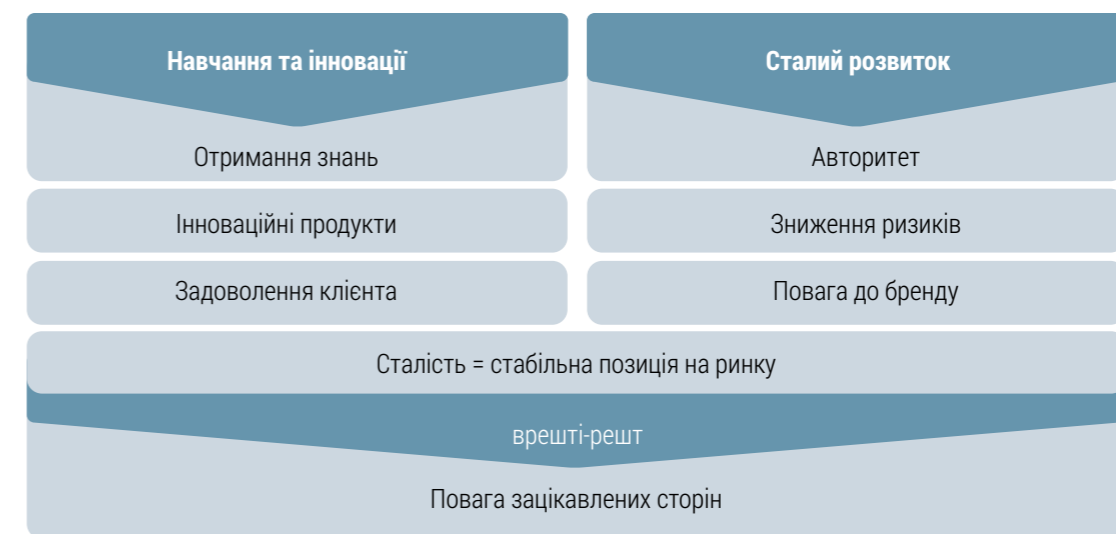 Навчання та інновації
Отримання знань
Інноваційні продукти
Задоволення клієнта
Сталий розвиток
Авторитет
Зниження ризиків
Повага до бренду
Сталість = стабільна позиція на ринку
врешті-решт
Повага зацікавлених сторін